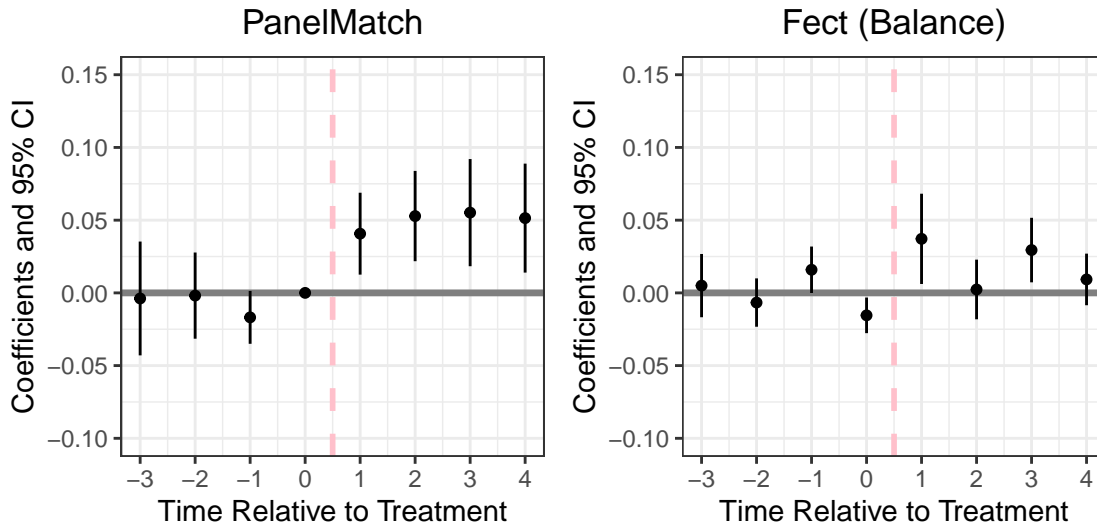 PanelMatch
Coefficients and 95% CI
0.15
0.10
0.05
0.00
−0.05
−0.10
−3 −2 −1 0 1 2 3 4
Time Relative to Treatment
Fect (Balance)
Coefficients and 95% CI
0.15
0.10
0.05
0.00
−0.05
−0.10
−3 −2 −1 0 1 2 3 4
Time Relative to Treatment